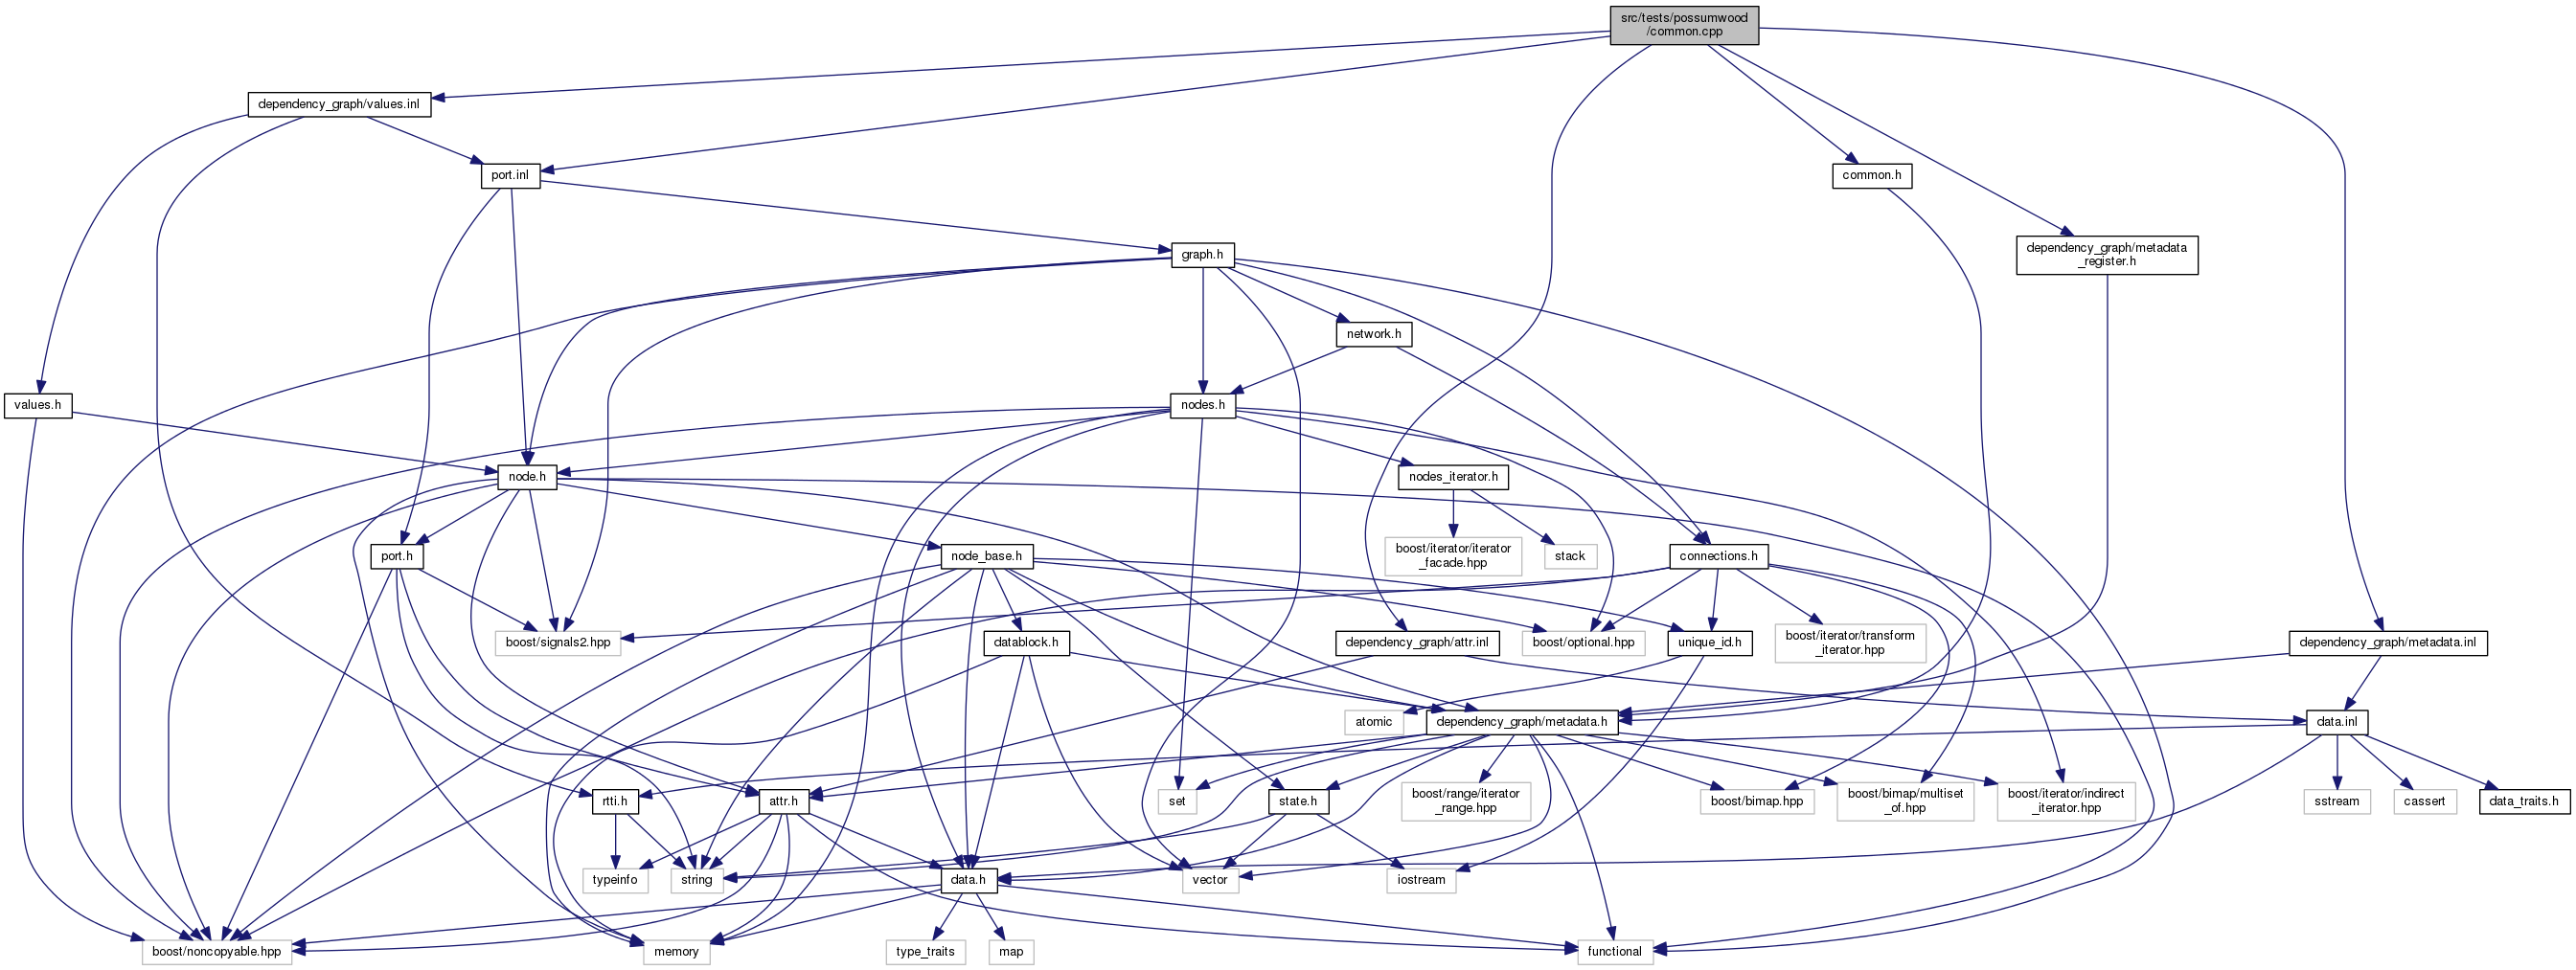 src/tests/possumwood
/common.cpp
dependency_graph/values.inl
port.inl
common.h
dependency_graph/metadata
_register.h
graph.h
network.h
values.h
nodes.h
node.h
nodes_iterator.h
port.h
node_base.h
boost/iterator/iterator
_facade.hpp
stack
connections.h
boost/signals2.hpp
datablock.h
dependency_graph/attr.inl
boost/optional.hpp
unique_id.h
boost/iterator/transform
_iterator.hpp
dependency_graph/metadata.inl
atomic
dependency_graph/metadata.h
data.inl
rtti.h
attr.h
set
state.h
boost/range/iterator
_range.hpp
boost/bimap.hpp
boost/bimap/multiset
_of.hpp
boost/iterator/indirect
_iterator.hpp
sstream
cassert
data_traits.h
typeinfo
string
data.h
vector
iostream
boost/noncopyable.hpp
memory
type_traits
map
functional